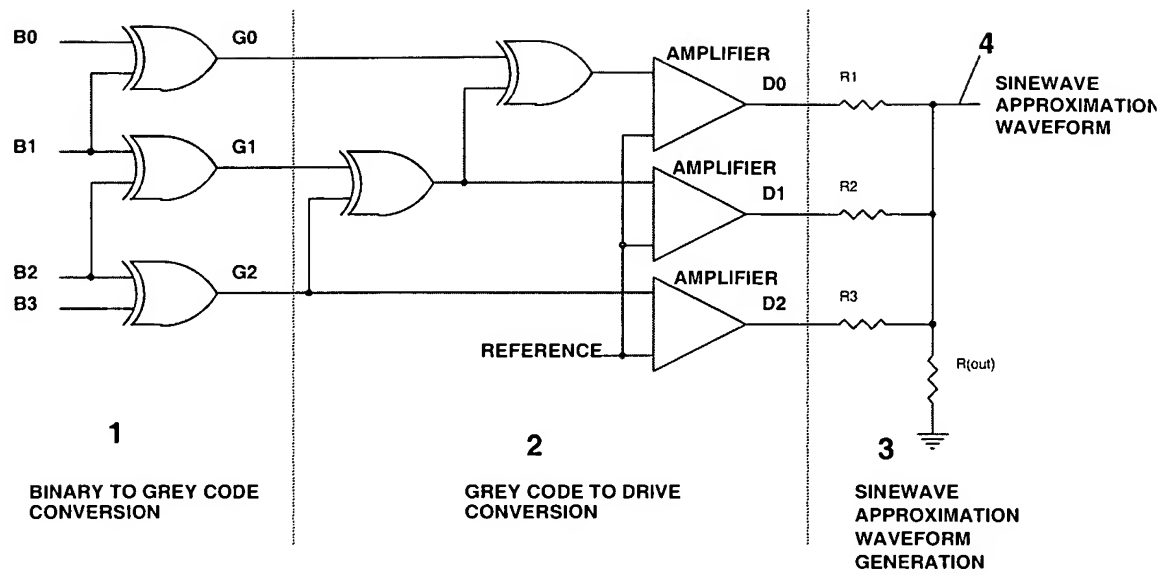 B0
G0
B1
G1
B2
G2
B3
AMPLIFIER
D0
AMPLIFIER
D1
AMPLIFIER
D2
REFERENCE
R1
R2
R3
R(out)
4
SINEWAVE
APPROXIMATION
WAVEFORM
1
BINARY TO GREY CODE
CONVERSION
2
GREY CODE TO DRIVE
CONVERSION
3
SINEWAVE
APPROXIMATION
WAVEFORM
GENERATION